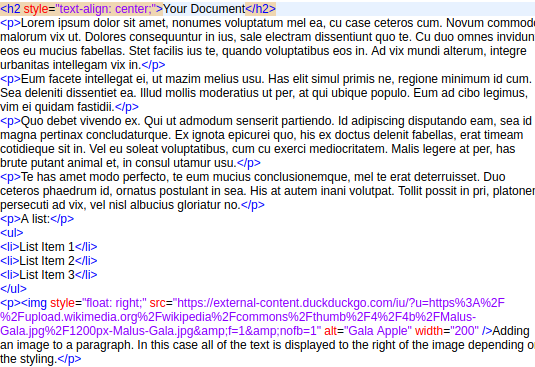 <h2 style="text-align: center;">Your Document</h2>
<p>Lorem ipsum dolor sit amet, nonumes voluptatum mel ea, cu case ceteros cum. Novum commodo
malorum vix ut. Dolores consequuntur in ius, sale electram dissentiunt quo te. Cu duo omnes invidunt
eos eu mucius fabellas. Stet facilis ius te, quando voluptatibus eos in. Ad vix mundi alterum, integre
urbanitas intellegam vix in.</p>
<p>Eum facete intellegat ei, ut mazim melius usu. Has elit simul primis ne, regione minimum id cum.
Sea deleniti dissentiet ea. Illud mollis moderatius ut per, at qui ubique populo. Eum ad cibo legimus,
vim ei quidam fastidii.</p>
<p>Quo debet vivendo ex. Qui ut admodum senserit partiendo. Id adipiscing disputando eam, sea id
magna pertinax concludaturque. Ex ignota epicurei quo, his ex doctus delenit fabellas, erat timeam
cotidieque sit in. Vel eu soleat voluptatibus, cum cu exerci mediocritatem. Malis legere at per, has
brute putant animal et, in consul utamur usu.</p>
<p>Te has amet modo perfecto, te eum mucius conclusionemque, mel te erat deterruisset. Duo
ceteros phaedrum id, ornatus postulant in sea. His at autem inani volutpat. Tollit possit in pri, platonem
persecuti ad vix, vel nisl albucius gloriatur no.</p>
<p>A list:</p>
<ul>
<li>List Item 1</li>
<li>List Item 2</li>
<li>List Item 3</li>
</ul>
<p><img style="float: right;" src="https://external-content.duckduckgo.com/iu/?u=https%3A%2F
%2Fupload.wikimedia.org%2Fwikipedia%2Fcommons%2Fthumb%2F4%2F4b%2FMalus-
Gala.jpg%2F1200px-Malus-Gala.jpg&amp;f=1&amp;nofb=1" alt="Gala Apple" width="200" />Adding
an image to a paragraph. In this case all of the text is displayed to the right of the image depending on
the styling.</p>